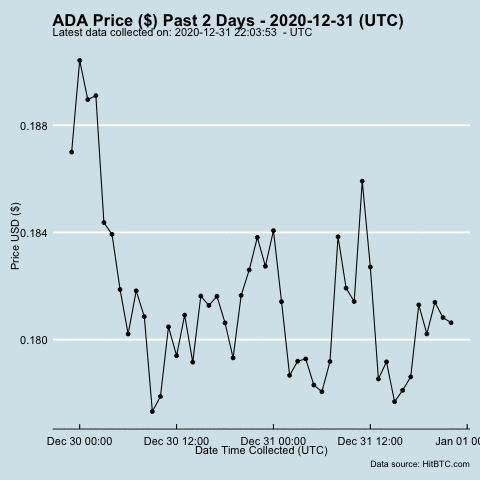 ADA Price ($) Past 2 Days - 2020-12-31 (UTC)
Latest data collected on: 2020-12-31 22:03:53  - UTC
0.188
0.184
0.180
Price USD ($)
Dec 30 00:00 Dec 30 12:00 Dec 31 00:00 Dec 31 12:00 Jan 01 00
Date Time Collected (UTC)
Data source: HitBTC.com